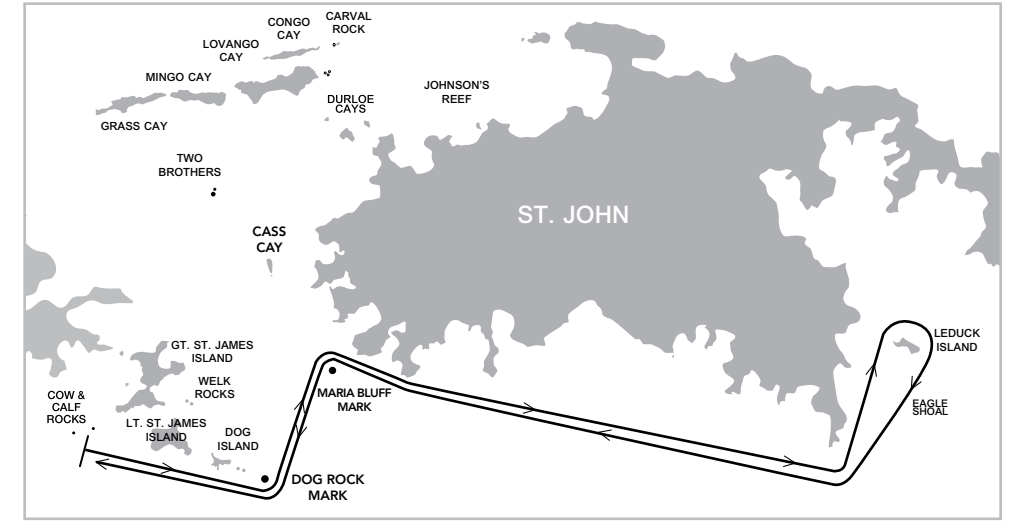 CONGO
CAY
CARVAL
ROCK
LOVANGO
CAY
MINGO CAY
GRASS CAY
DURLOE
CAYS
JOHNSON'S
REEF
TWO
BROTHERS
ST. JOHN
CASS
CAY
GT. ST. JAMES
ISLAND
WELK
ROCKS
COW &
CALF
ROCKS
LT. ST. JAMES
ISLAND
DOG
ISLAND
MARIA BLUFF
MARK
DOG ROCK
MARK
LEDUCK
ISLAND
EAGLE
SHOAL